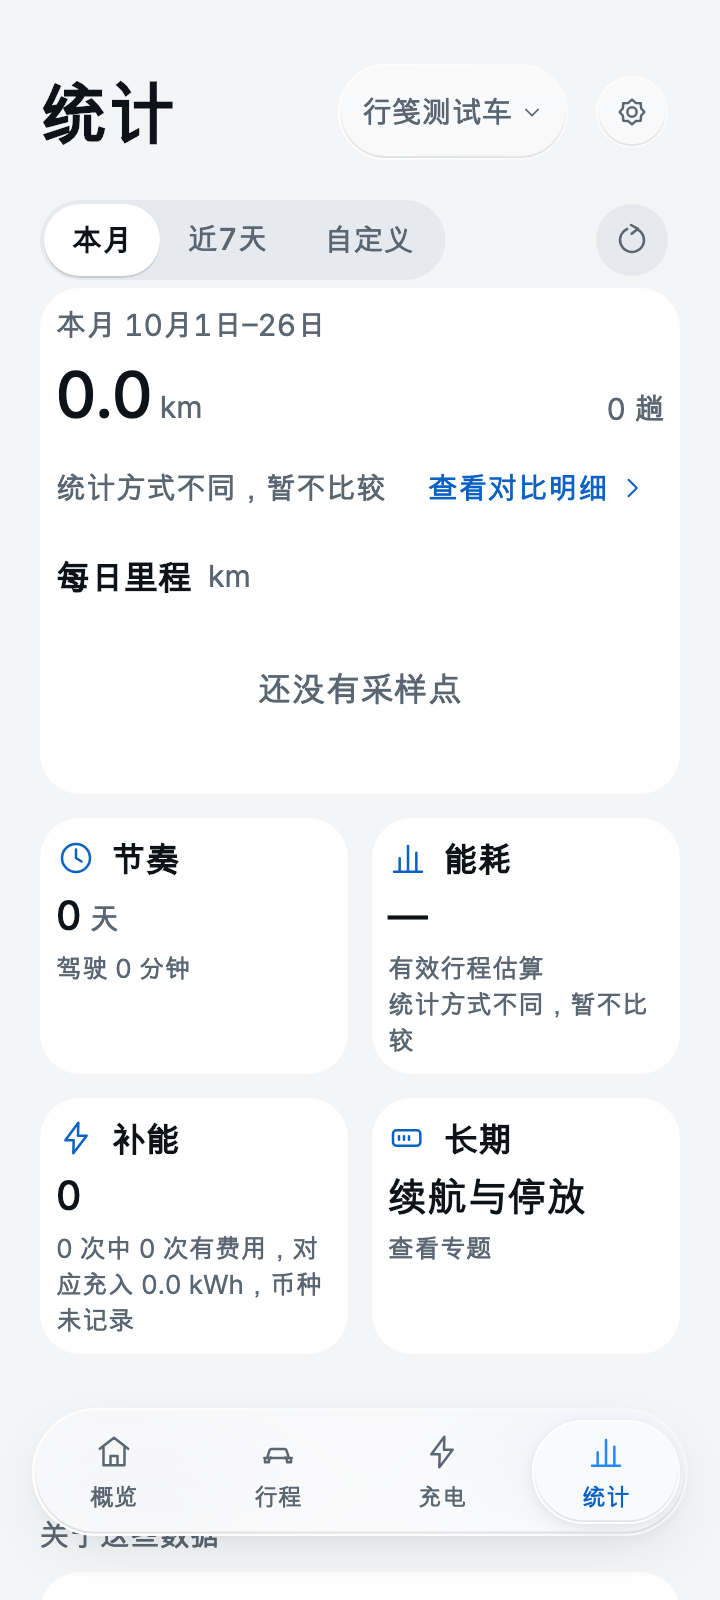 统计
行笺测试车
本月
近7天
自定义
本月 10月1日–26日
0.0 km
0 趟
统计方式不同，暂不比较
查看对比明细
每日里程 km
还没有采样点
节奏
0 天
驾驶 0 分钟
能耗
—
有效行程估算
统计方式不同，暂不比
较
补能
0
0 次中 0 次有费用，对
应充入 0.0 kWh，币种
未记录
长期
续航与停放
查看专题
概览
行程
充电
统计
关于这些数据